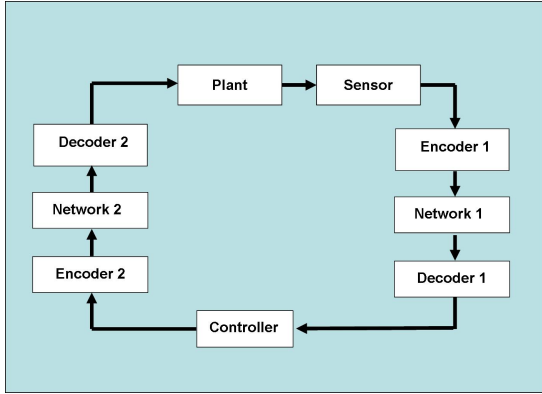 Plant
Sensor
Decoder 2
Encoder 1
Network 2
Network 1
Encoder 2
Decoder 1
Controller